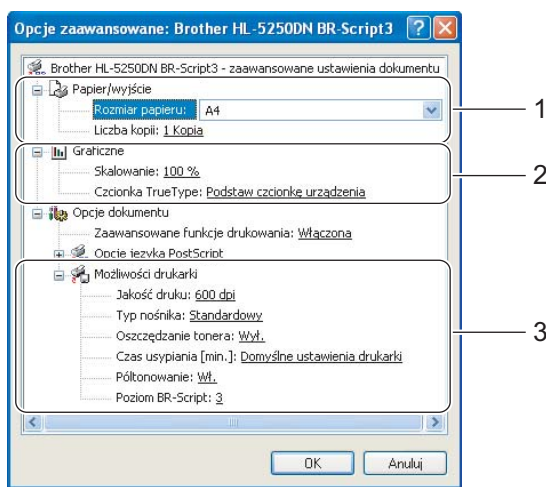 Opcje zaawansowane: Brother HL-5250DN BR-Script3
Brother HL-5250DN BR-Script3 - zaawansowane ustawienia dokumentu
Papier/wyjście
Rozmiar papieru: A4
1
Liczba kopii: 1 Kopia
Graficzne
Skalowanie: 100 %
2
Czcionka TrueType: Podstaw czcionkę urządzenia
Opcje dokumentu
Zaawansowane funkcje drukowania: Włączona
Opcje języka PostScript
Możliwości drukarki
Jakość druku: 600 dpi
Typ nośnika: Standardowy
Oszczędzanie tonera: Wył.
3
Czas usypiania [min.]: Domyślne ustawienia drukarki
Półtonowanie: Wł.
Poziom BR-Script: 3
OK
Anuluj